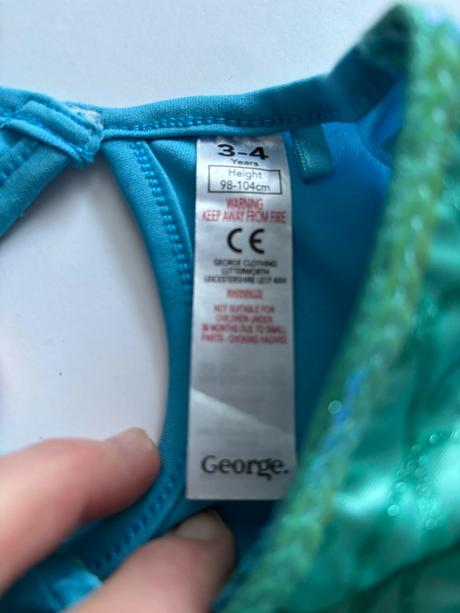 3-4
Years
Height
98-104cm
WARNING
KEEP AWAY FROM FIRE
CE
GEORGE CLOTHING
LUTTERWORTH
LEICESTERSHIRE LE17 4XH
WARNING!
NOT SUITABLE FOR
CHILDREN UNDER
36 MONTHS DUE TO SMALL
PARTS - CHOKING HAZARD
George.